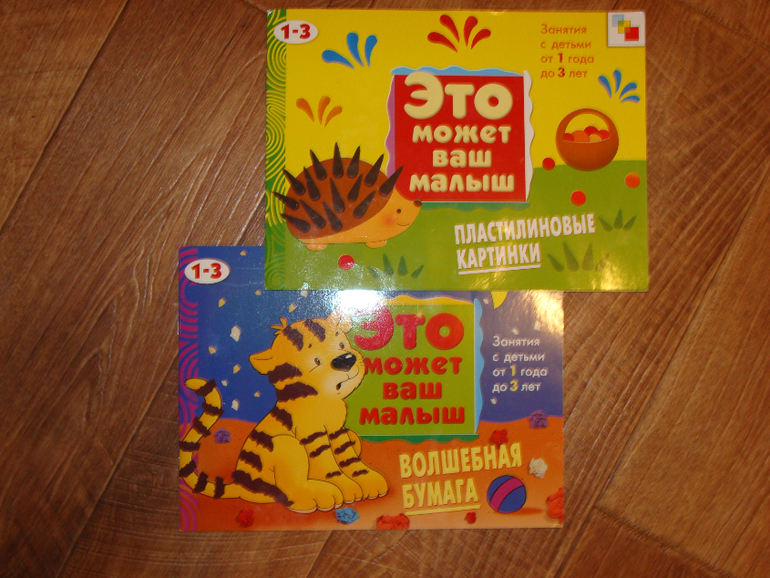 1-3
Занятия
с детьми
от 1 года
до 3 лет
Это
может
ваш
малыш
ПЛАСТИЛИНОВЫЕ
КАРТИНКИ
1-3
Это
может
ваш
малыш
Занятия
с детьми
от 1 года
до 3 лет
ВОЛШЕБНАЯ
БУМАГА